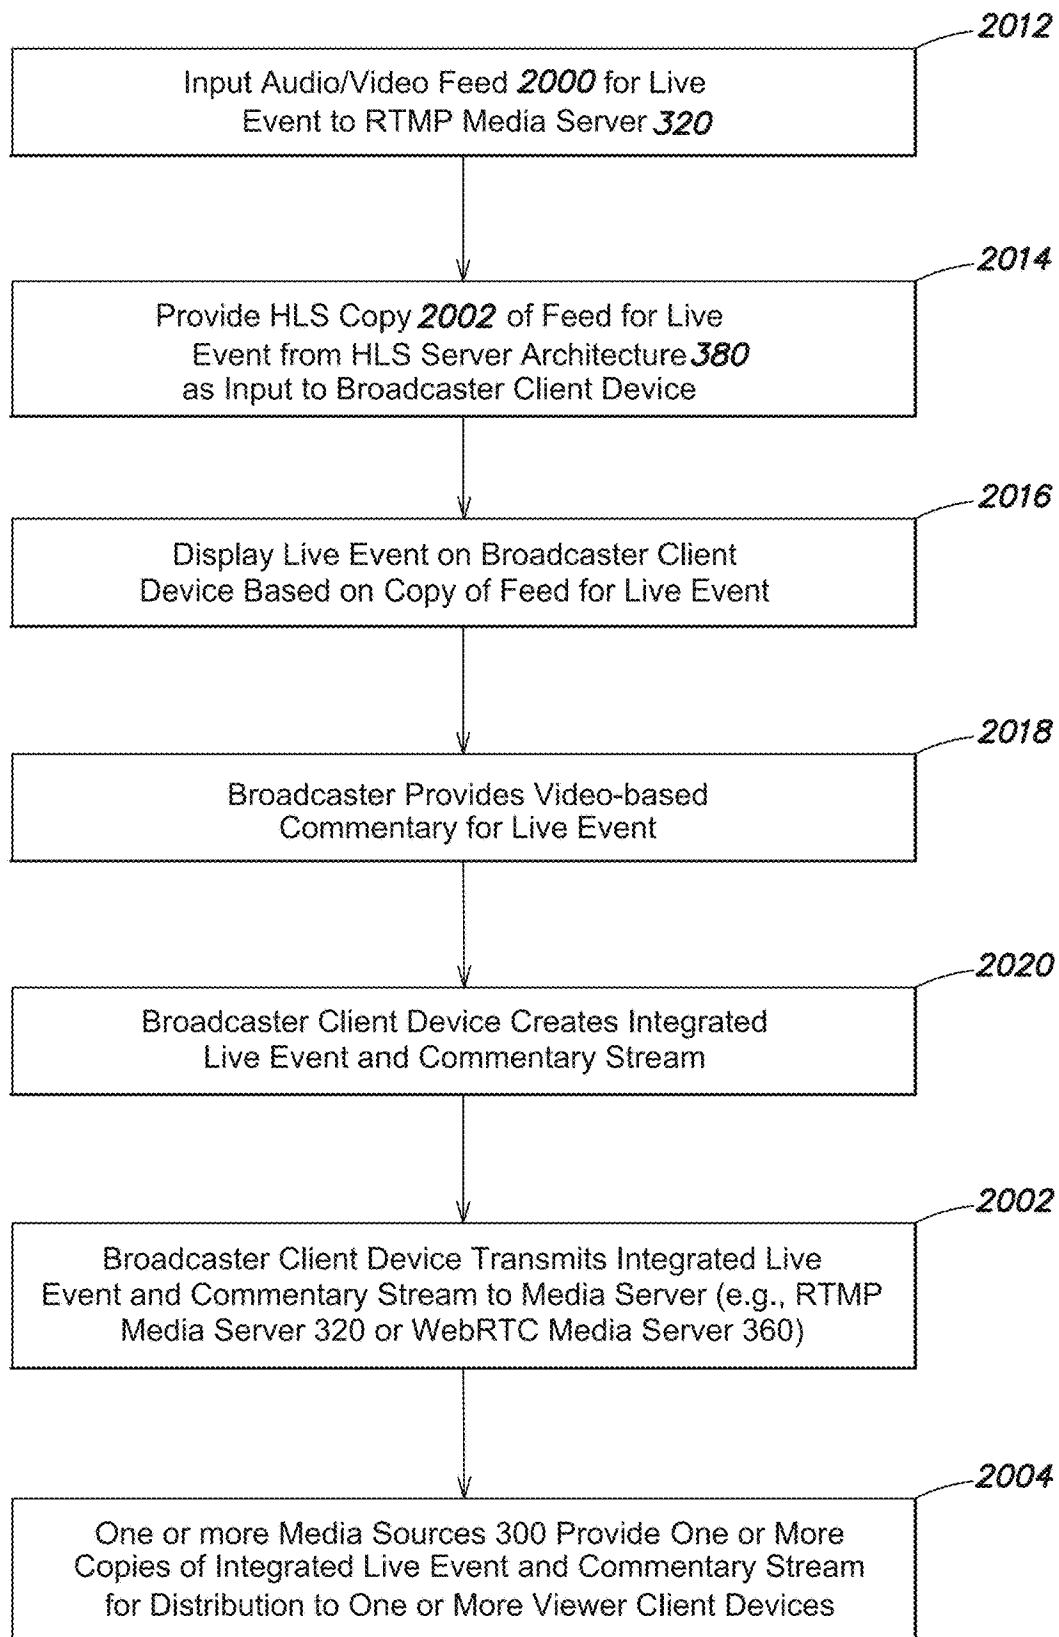 2012
Input Audio/Video Feed 2000 for Live
Event to RTMP Media Server 320
2014
Provide HLS Copy 2002 of Feed for Live
Event from HLS Server Architecture 380
as Input to Broadcaster Client Device
2016
Display Live Event on Broadcaster Client
Device Based on Copy of Feed for Live Event
2018
Broadcaster Provides Video-based
Commentary for Live Event
2020
Broadcaster Client Device Creates Integrated
Live Event and Commentary Stream
2002
Broadcaster Client Device Transmits Integrated Live
Event and Commentary Stream to Media Server (e.g., RTMP
Media Server 320 or WebRTC Media Server 360)
2004
One or more Media Sources 300 Provide One or More
Copies of Integrated Live Event and Commentary Stream
for Distribution to One or More Viewer Client Devices